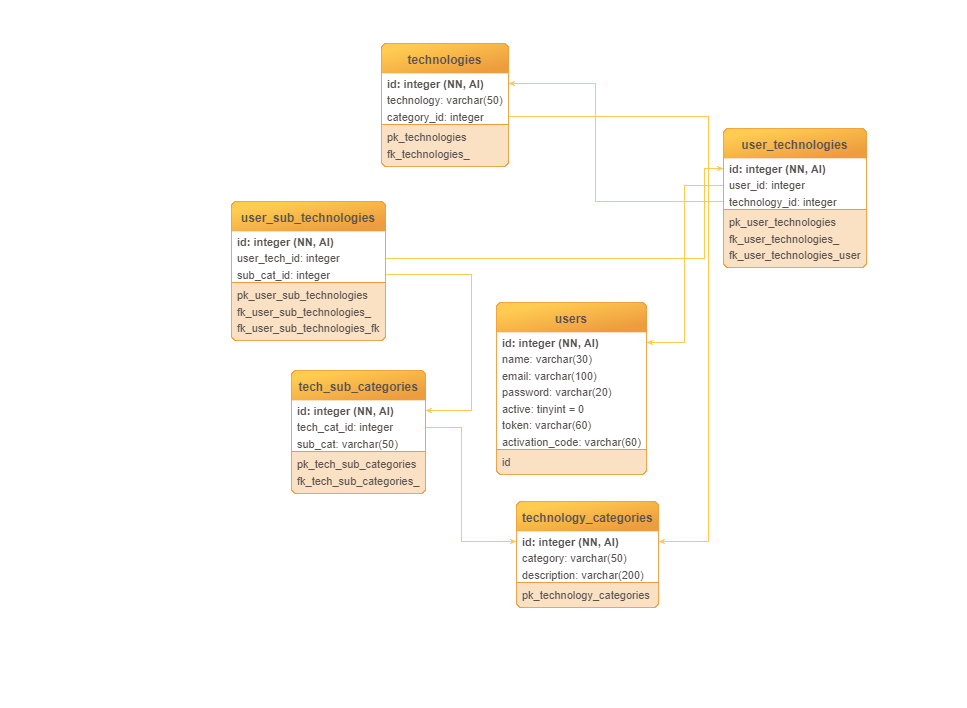 technologies
id: integer (NN, AI)
technology: varchar(50)
category_id: integer
pk_technologies
fk_technologies_
user_technologies
id: integer (NN, AI)
user_id: integer
technology_id: integer
pk_user_technologies
fk_user_technologies_
fk_user_technologies_user
user_sub_technologies
id: integer (NN, AI)
user_tech_id: integer
sub_cat_id: integer
pk_user_sub_technologies
fk_user_sub_technologies_
fk_user_sub_technologies_fk
users
id: integer (NN, AI)
name: varchar(30)
email: varchar(100)
password: varchar(20)
active: tinyint = 0
token: varchar(60)
activation_code: varchar(60)
id
tech_sub_categories
id: integer (NN, AI)
tech_cat_id: integer
sub_cat: varchar(50)
pk_tech_sub_categories
fk_tech_sub_categories_
technology_categories
id: integer (NN, AI)
category: varchar(50)
description: varchar(200)
pk_technology_categories